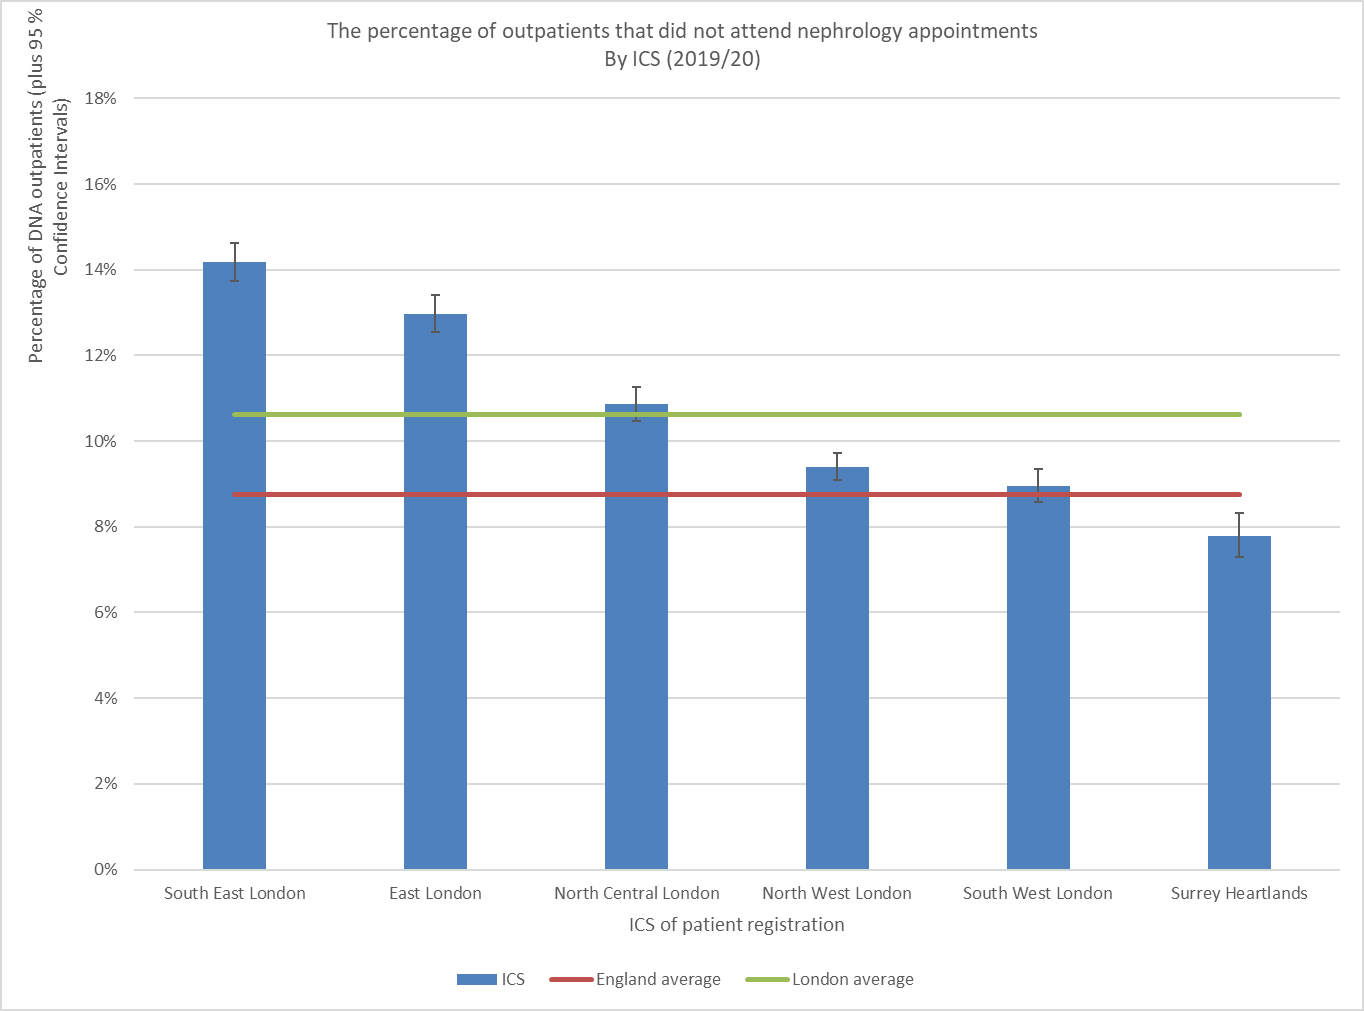 The percentage of outpatients that did not attend nephrology appointments
By ICS (2019/20)
Percentage of DNA outpatients (plus 95 %
Confidence Intervals)
18%
16%
14%
12%
10%
8%
6%
4%
2%
0%
South East London
East London
North Central London
North West London
South West London
Surrey Heartlands
ICS of patient registration
ICS
England average
London average